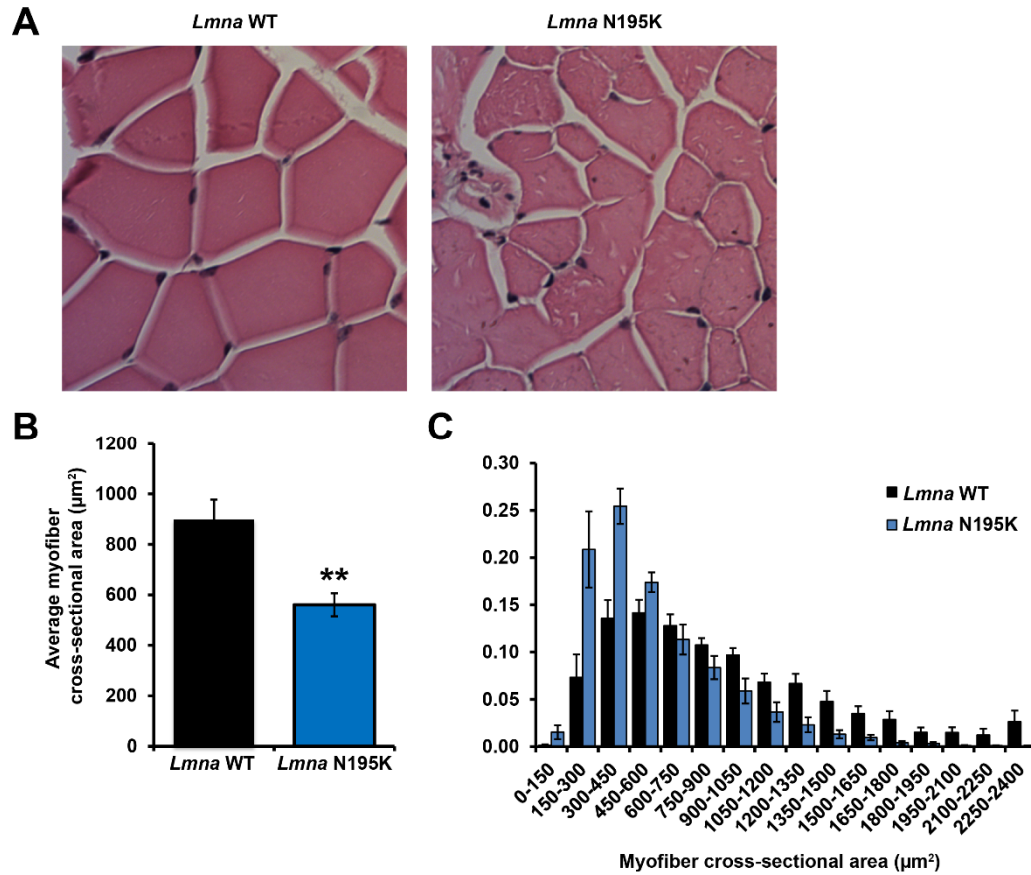 A
Lmna WT
Lmna N195K
B
1200
1000
800
600
400
200
0
Average myofiber
cross-sectional area (µm²)
**
Lmna WT
Lmna N195K
C
0.30
0.25
0.20
0.15
0.10
0.05
0.00
Lmna WT
Lmna N195K
0-150
150-300
300-450
450-600
600-750
750-900
900-1050
1050-1200
1200-1350
1350-1500
1500-1650
1650-1800
1800-1950
1950-2100
2100-2250
2250-2400
Myofiber cross-sectional area (µm²)